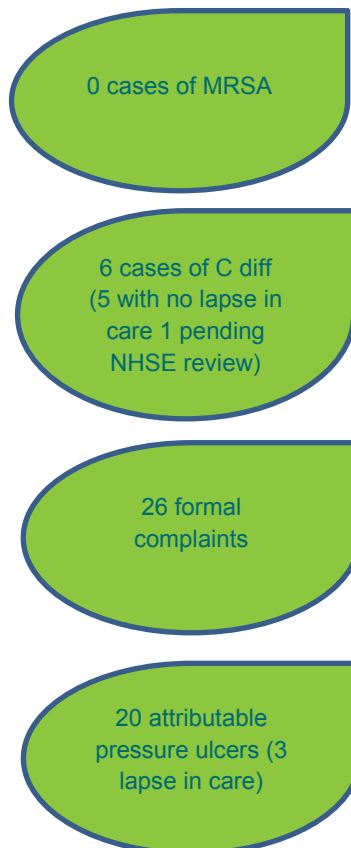 0 cases of MRSA
6 cases of C diff
(5 with no lapse in
care 1 pending
NHSE review)
26 formal
complaints
20 attributable
pressure ulcers (3
lapse in care)